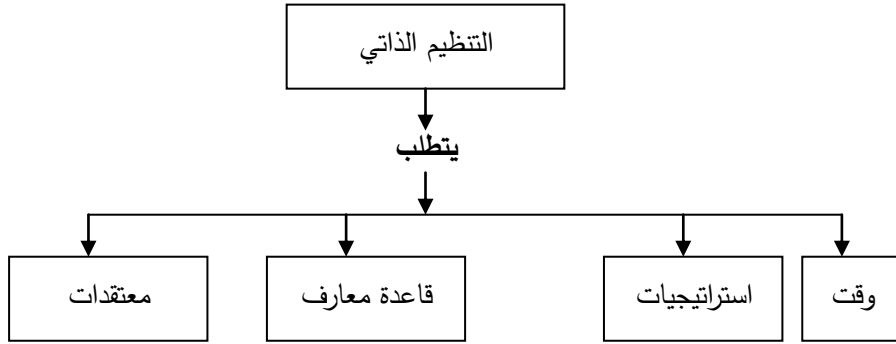 التنظيم الذاتي
يتطلب
وقت
استراتيجيات
قاعدة معارف
معتقدات